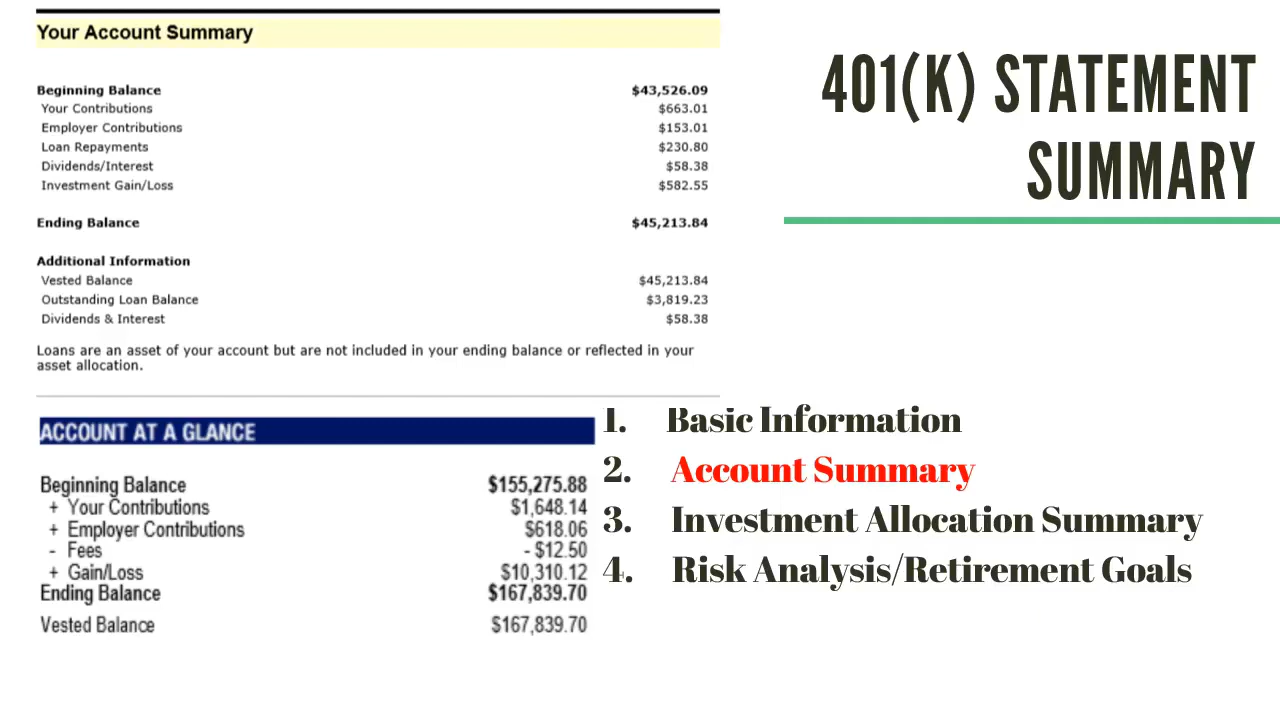 Your Account Summary
Beginning Balance $43,526.09
Your Contributions $663.01
Employer Contributions $153.01
Loan Repayments $230.80
Dividends/Interest $58.38
Investment Gain/Loss $582.55
Ending Balance $45,213.84
Additional Information
Vested Balance $45,213.84
Outstanding Loan Balance $3,819.23
Dividends & Interest $58.38
Loans are an asset of your account but are not included in your ending balance or reflected in your
asset allocation.
ACCOUNT AT A GLANCE
Beginning Balance $155,275.88
+ Your Contributions $1,648.14
+ Employer Contributions $618.06
- Fees - $12.50
+ Gain/Loss $10,310.12
Ending Balance $167,839.70
Vested Balance $167,839.70
401(K) STATEMENT
SUMMARY
1. Basic Information
2. Account Summary
3. Investment Allocation Summary
4. Risk Analysis/Retirement Goals